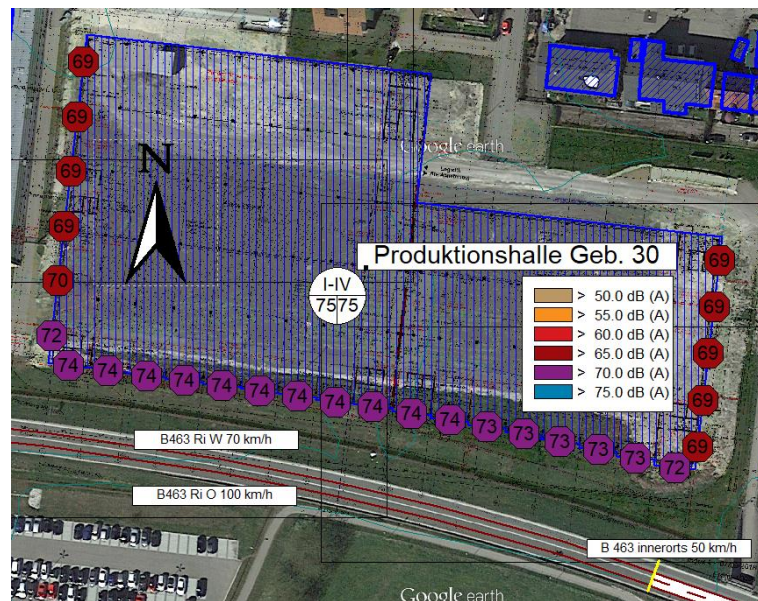 69
69
69
69
70
72
N
Google earth
Produktionshalle Geb. 30
I-IV
75 75
> 50.0 dB (A)
> 55.0 dB (A)
> 60.0 dB (A)
> 65.0 dB (A)
> 70.0 dB (A)
> 75.0 dB (A)
69
69
69
69
69
74 74 74 74 74 74 74 74 74 74 74 73 73 73 73 73 72
B463 Ri W 70 km/h
B463 Ri O 100 km/h
B 463 innerorts 50 km/h
Google earth